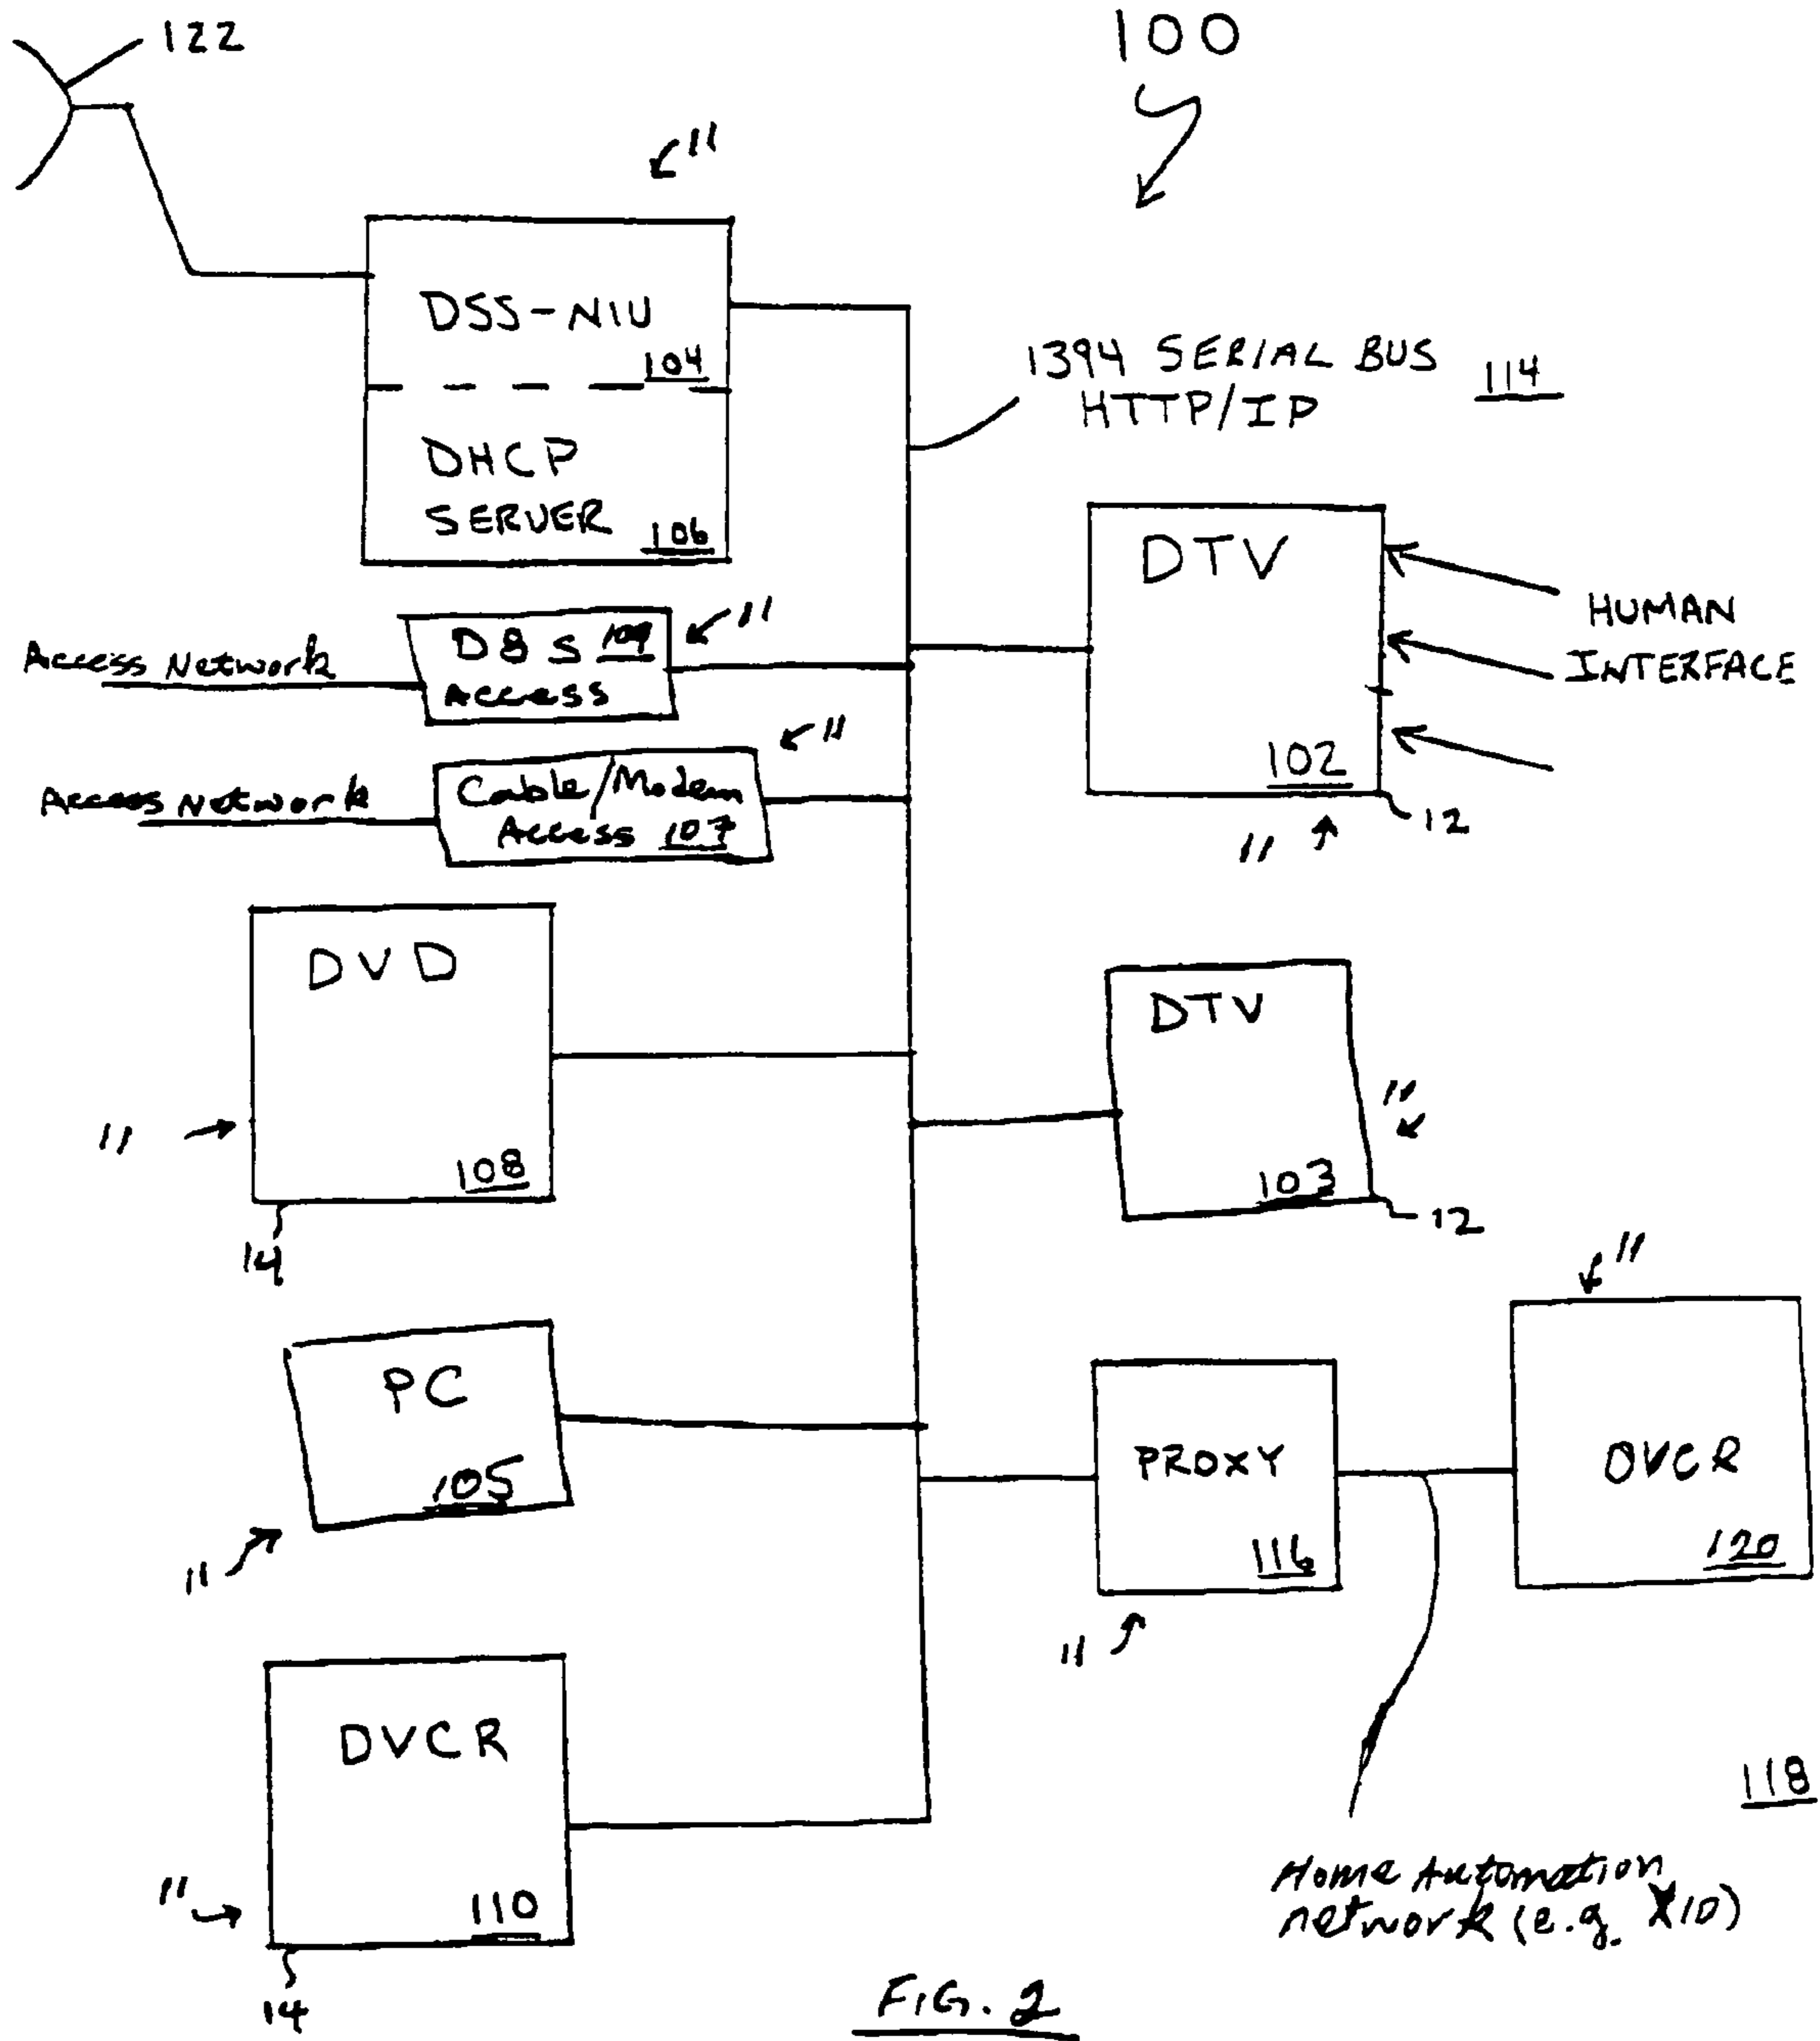 122
100
11
DSS-NIU
104
DHCP
SERVER
106
1394 SERIAL BUS
HTTP/IP
114
DTV
102
HUMAN
INTERFACE
12
11
Access Network
DBS 109
Access
11
Access Network
Cable/Modem
Access 107
11
DVD
108
11
14
DTV
103
11
12
PC
105
11
PROXY
116
11
DVCR
120
11
DVCR
110
11
14
118
Home Automation
network (e.g. X10)
FIG. 2